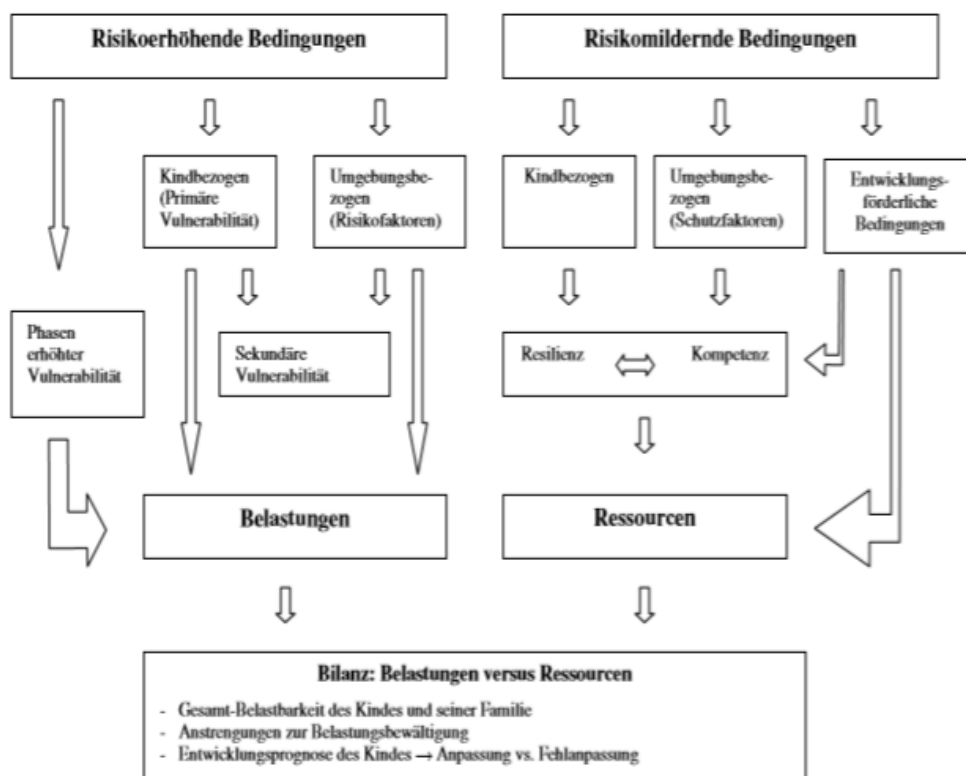 Risikoerhöhende Bedingungen
Risikomildernde Bedingungen
Kindbezogen
(Primäre
Vulnerabilität)
Umgebungsbe-
zogen
(Risikofaktoren)
Kindbezogen
Umgebungsbe-
zogen
(Schutzfaktoren)
Entwicklungs-
förderliche
Bedingungen
Phasen
erhöhter
Vulnerabilität
Sekundäre
Vulnerabilität
Resilienz
Kompetenz
Belastungen
Ressourcen
Bilanz: Belastungen versus Ressourcen
- Gesamt-Belastbarkeit des Kindes und seiner Familie
- Anstrengungen zur Belastungsbewältigung
- Entwicklungsprognose des Kindes → Anpassung vs. Fehlanpassung